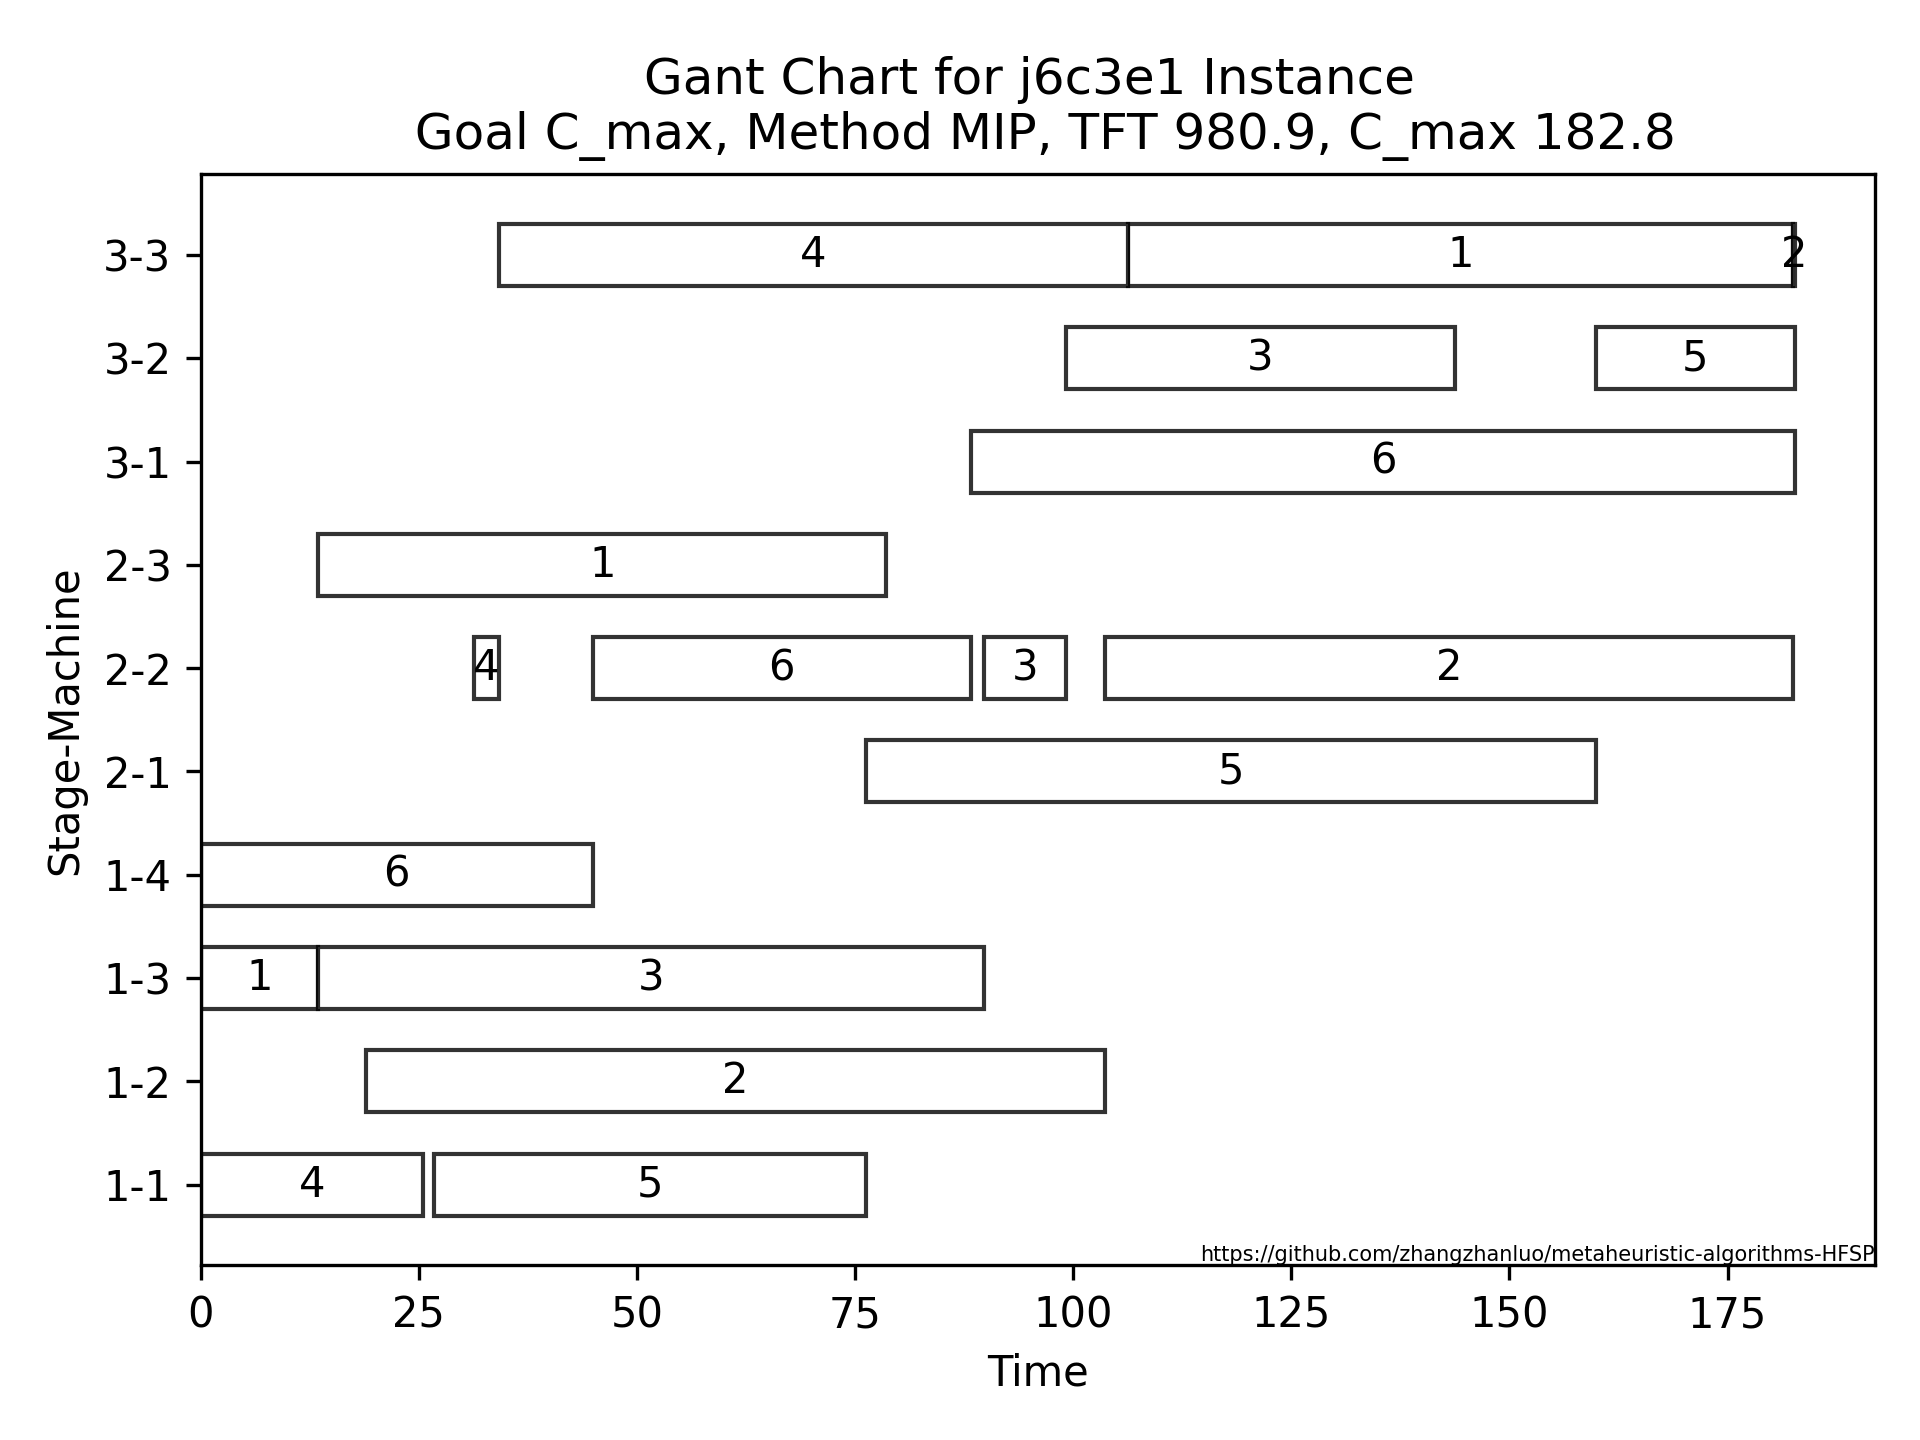 Gant Chart for j6c3e1 Instance
Goal C_max, Method MIP, TFT 980.9, C_max 182.8
Stage-Machine
3-3 4 1 2
3-2 3 5
3-1 6
2-3 1
2-2 4 6 3 2
2-1 5
1-4 6
1-3 1 3
1-2 2
1-1 4 5
https://github.com/zhangzhanluo/metaheuristic-algorithms-HFSP
0 25 50 75 100 125 150 175
Time